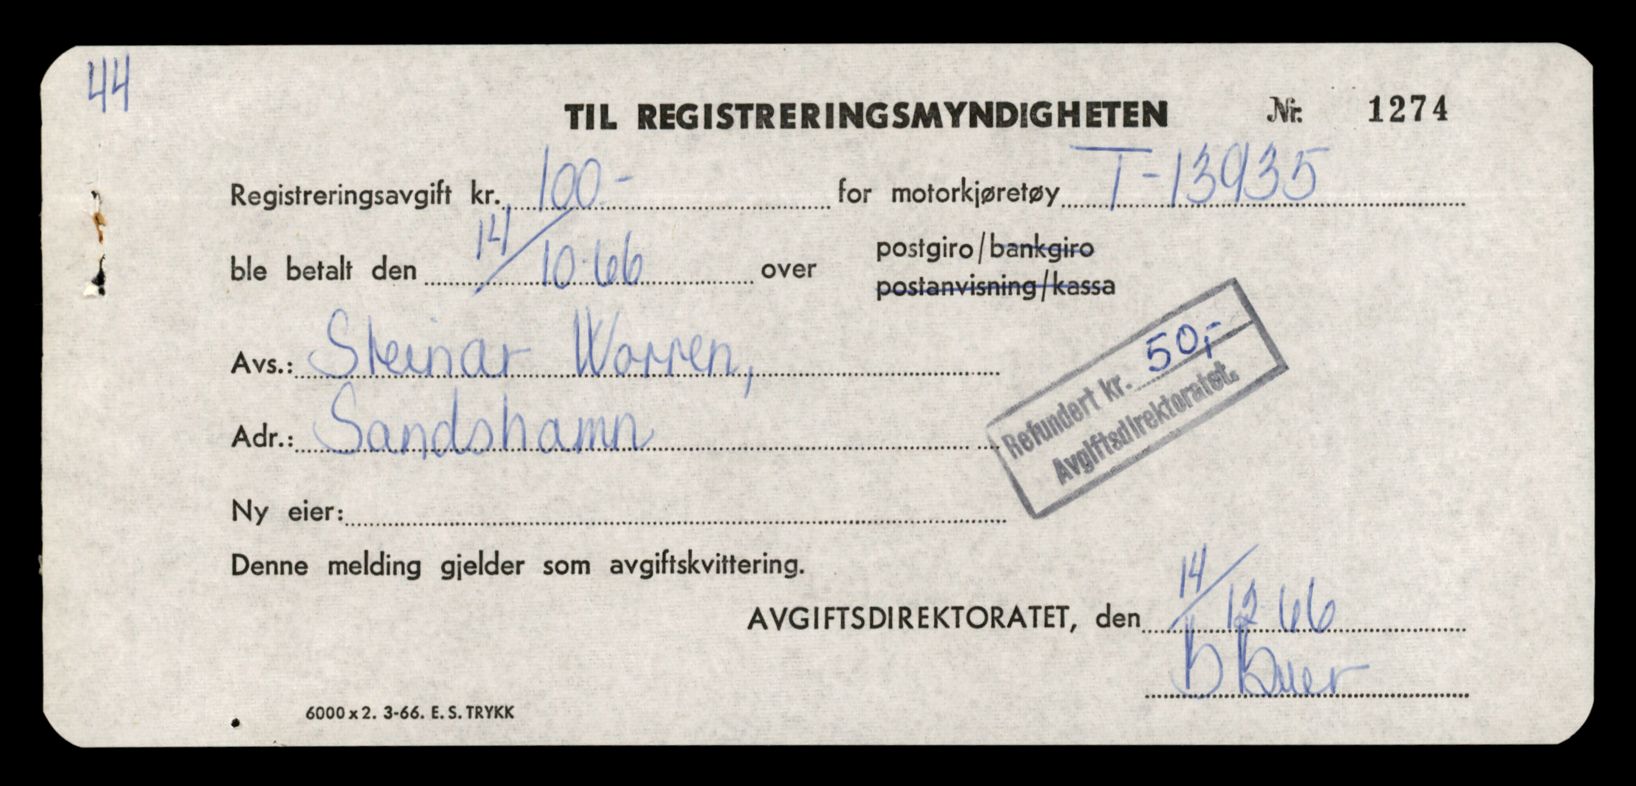 44
TIL REGISTRERINGSMYNDIGHETEN Nr. 1274
Registreringsavgift kr. 100.- for motorkjøretøy T-13935
ble betalt den 14/10.66 over postgiro/bankgiro
postanvisning/kassa
Avs.: Steinar Worren,
Adr.: Sandshamn
Refundert kr. 50,-
Avgiftsdirektoratet.
Ny eier:
Denne melding gjelder som avgiftskvittering.
AVGIFTSDIREKTORATET, den 14/12.66
6000 x 2. 3-66. E. S. TRYKK